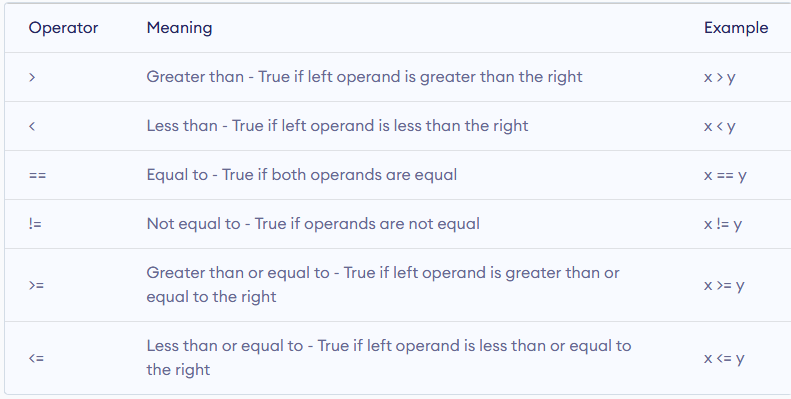 Operator Meaning Example
> Greater than - True if left operand is greater than the right x > y
< Less than - True if left operand is less than the right x < y
== Equal to - True if both operands are equal x == y
!= Not equal to - True if operands are not equal x != y
>= Greater than or equal to - True if left operand is greater than or
equal to the right x >= y
<= Less than or equal to - True if left operand is less than or equal to
the right x <= y